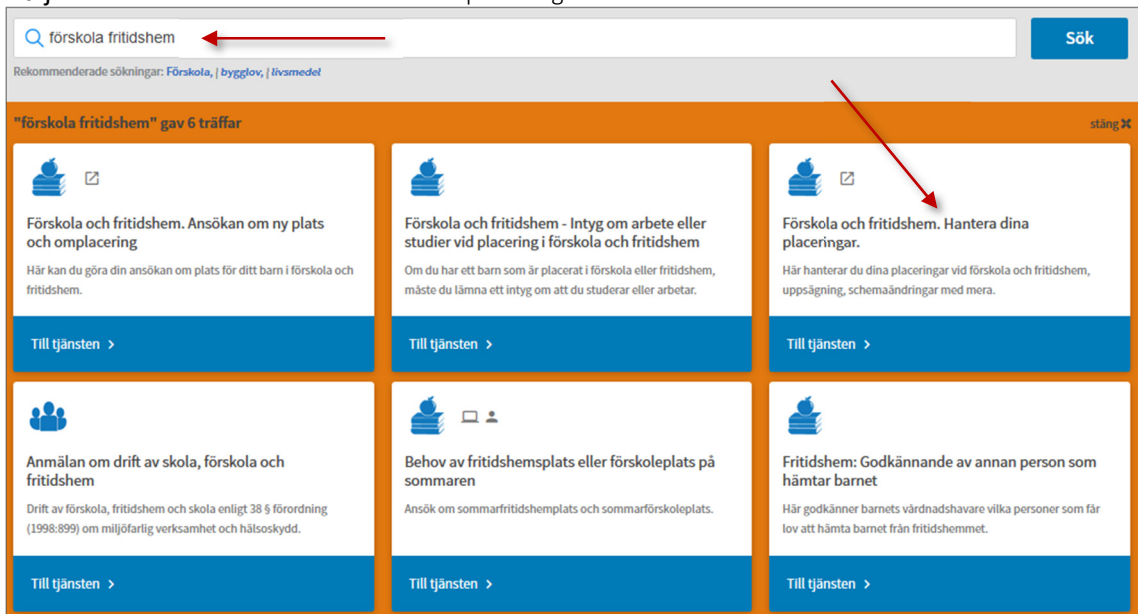 förskola fritidshem
Sök
Rekommenderade sökningar: Förskola, | bygglov, | livsmedel
"förskola fritidshem" gav 6 träffar
stäng ✖
Förskola och fritidshem. Ansökan om ny plats
och omplacering
Här kan du göra din ansökan om plats för ditt barn i förskola och
fritidshem.
Till tjänsten >
Förskola och fritidshem - Intyg om arbete eller
studier vid placering i förskola och fritidshem
Om du har ett barn som är placerat i förskola eller fritidshem,
måste du lämna ett intyg om att du studerar eller arbetar.
Till tjänsten >
Förskola och fritidshem. Hantera dina
placeringar.
Här hanterar du dina placeringar vid förskola och fritidshem,
uppsägning, schemaändringar med mera.
Till tjänsten >
Anmälan om drift av skola, förskola och
fritidshem
Drift av förskola, fritidshem och skola enligt 38 § förordning
(1998:899) om miljöfarlig verksamhet och hälsoskydd.
Till tjänsten >
Behov av fritidshemsplats eller förskoleplats på
sommaren
Ansök om sommarfritidshemplats och sommarförskoleplats.
Till tjänsten >
Fritidshem: Godkännande av annan person som
hämtar barnet
Här godkänner barnets vårdnadshavare vilka personer som får
lov att hämta barnet från fritidshemmet.
Till tjänsten >